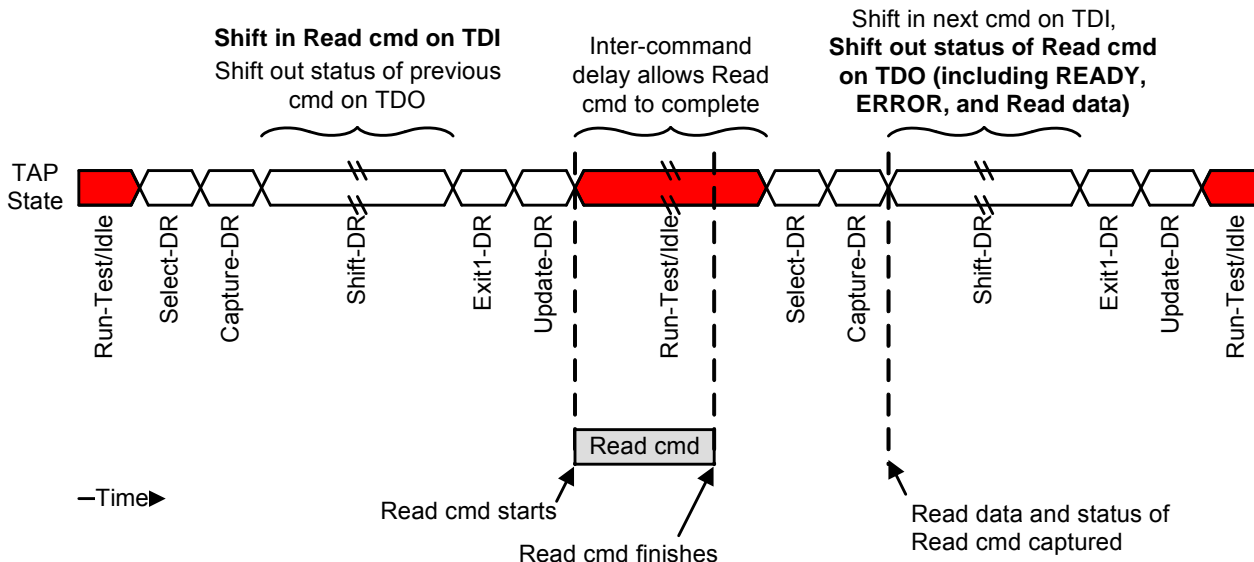 Shift in Read cmd on TDI
Shift out status of previous
cmd on TDO
Inter-command
delay allows Read
cmd to complete
Shift in next cmd on TDI,
Shift out status of Read cmd
on TDO (including READY,
ERROR, and Read data)
TAP
State
Run-Test/Idle
Select-DR
Capture-DR
Shift-DR
Exit1-DR
Update-DR
Run-Test/Idle
Select-DR
Capture-DR
Shift-DR
Exit1-DR
Update-DR
Run-Test/Idle
Read cmd
Time
Read cmd starts
Read cmd finishes
Read data and status of
Read cmd captured